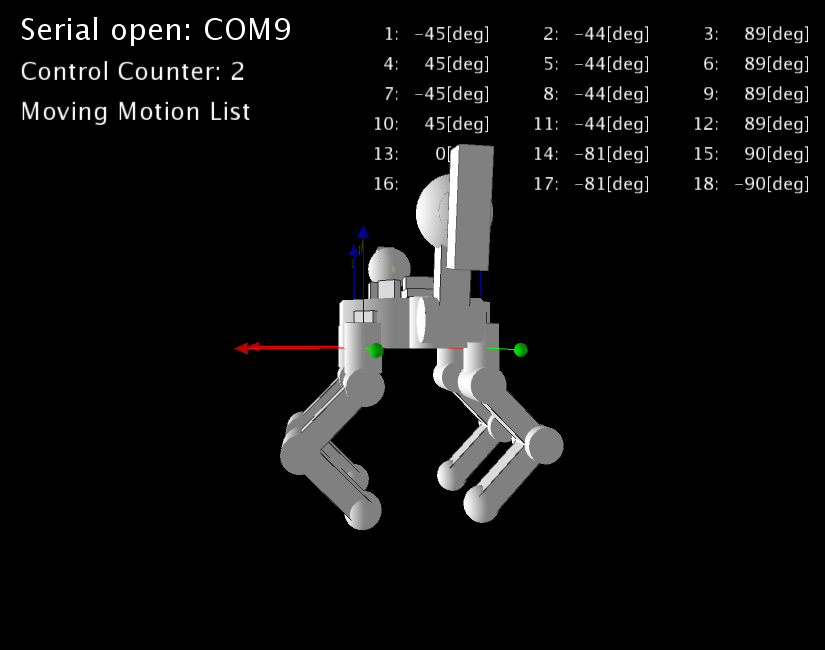 Serial open: COM9
Control Counter: 2
Moving Motion List
1: -45[deg] 2: -44[deg] 3: 89[deg]
4: 45[deg] 5: -44[deg] 6: 89[deg]
7: -45[deg] 8: -44[deg] 9: 89[deg]
10: 45[deg] 11: -44[deg] 12: 89[deg]
13: 0[ 14: -81[deg] 15: 90[deg]
16: 17: -81[deg] 18: -90[deg]